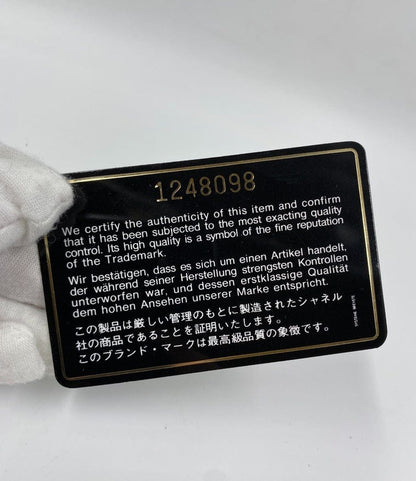 1248098
We certify the authenticity of this item and confirm
that it has been subjected to the most exacting quality
control. Its high quality is a symbol of the fine reputation
of the Trademark.
Wir bestätigen, dass es sich um einen Artikel handelt,
der während seiner Herstellung strengsten Kontrollen
unterworfen war, und dessen erstklassige Qualität
dem hohen Ansehen unserer Marke entspricht.
この製品は厳しい管理のもとに製造されたシャネル
社の商品であることを証明いたします。
このブランド・マークは最高級品質の象徴です。